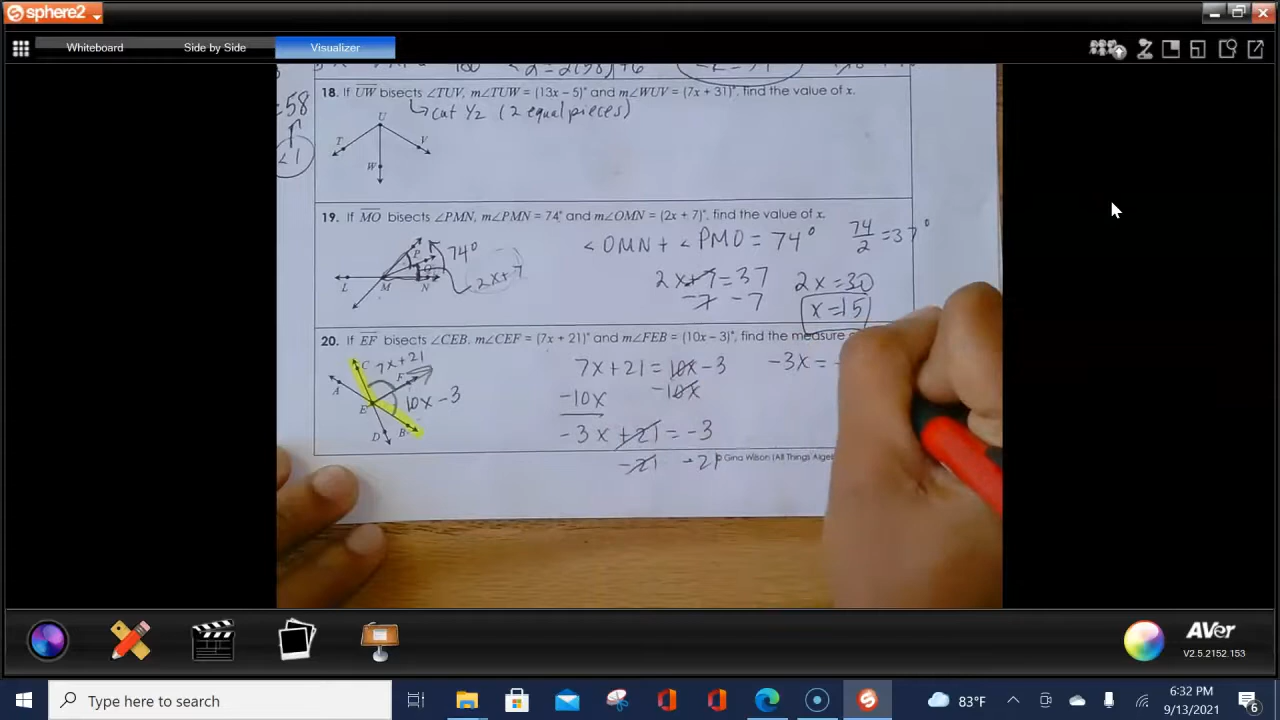 sphere2
Whiteboard Side by Side Visualizer
18. If UW bisects ∠TUV, m∠TUW = (13x − 5)° and m∠WUV = (7x + 31)°, find the value of x.
cut 1/2 (2 equal pieces)
=58
<1
U
T
V
W
19. If MO bisects ∠PMN, m∠PMN = 74° and m∠OMN = (2x + 7)°, find the value of x.
<OMN + <PMO = 74°
74/2 = 37°
P
74°
L M N
2x+7
2x+7 = 37
-7 -7
2x = 30
x=15
20. If EF bisects ∠CEB, m∠CEF = (7x + 21)° and m∠FEB = (10x − 3)°, find the measure
C 7x+21
A
F
E
10x-3
D B
7x+21 = 10x-3
-10x -10x
-3x +21 = -3
-21 -21
-3x =
© Gina Wilson (All Things
AVer
V2.5.2152.153
Type here to search
83°F
6:32 PM
9/13/2021
6